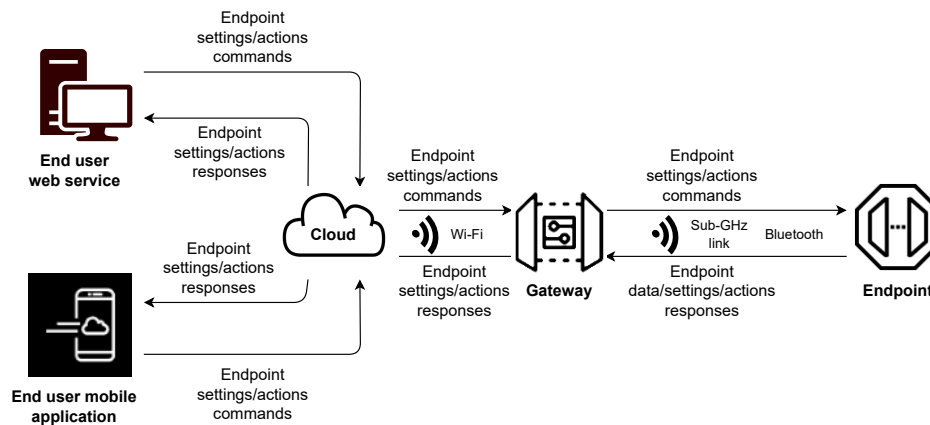 Endpoint
settings/actions
commands
Endpoint
settings/actions
responses
End user
web service
Endpoint
settings/actions
commands
Endpoint
settings/actions
commands
Cloud
Wi-Fi
Sub-GHz
link
Bluetooth
Endpoint
settings/actions
responses
Endpoint
settings/actions
responses
Gateway
Endpoint
data/settings/actions
responses
Endpoint
End user mobile
application
Endpoint
settings/actions
commands